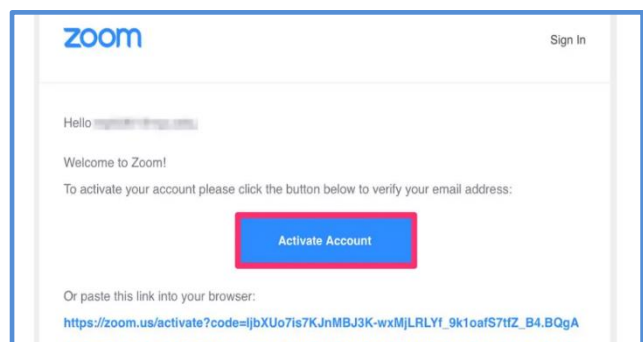 zoom
Sign In
Hello
Welcome to Zoom!
To activate your account please click the button below to verify your email address:
Activate Account
Or paste this link into your browser:
https://zoom.us/activate?code=ljbXUo7is7KJnMBJ3K-wxMjLRLYf_9k1oafS7tfZ_B4.BQgA